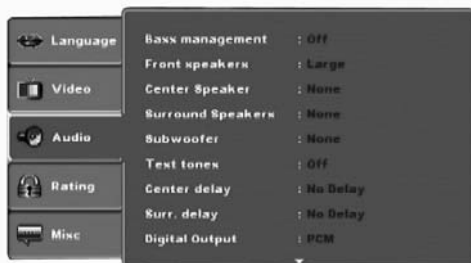 Language
Video
Audio
Rating
Misc
Bass management : Off
Front speakers : Large
Center Speaker : None
Surround Speakers : None
Subwoofer : None
Test tones : Off
Center delay : No Delay
Surr. delay : No Delay
Digital Output : PCM